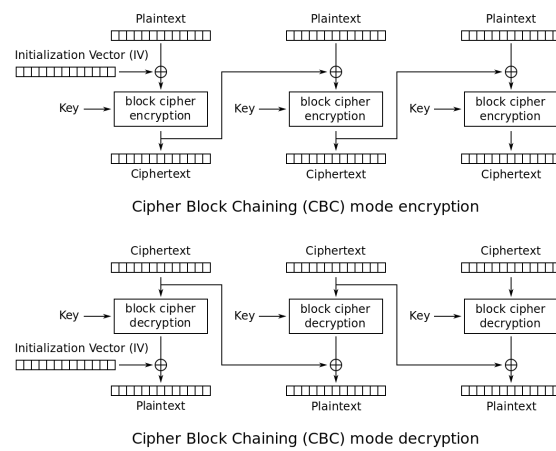 Plaintext Plaintext Plaintext
Initialization Vector (IV)
Key block cipher encryption Key block cipher encryption Key block cipher encryption
Ciphertext Ciphertext Ciphertext
Cipher Block Chaining (CBC) mode encryption
Ciphertext Ciphertext Ciphertext
Key block cipher decryption Key block cipher decryption Key block cipher decryption
Initialization Vector (IV)
Plaintext Plaintext Plaintext
Cipher Block Chaining (CBC) mode decryption